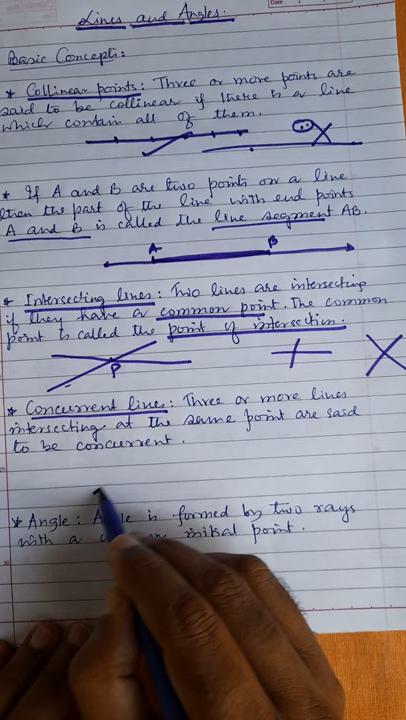 Date
Lines and Angles.
Basic Concepts:
* Collinear points: Three or more points are
said to be collinear if there is a line
which contain all of them.
* If A and B are two points on a line
then the part of the line with end points
A and B is called the line segment AB.
A B
* Intersecting lines: Two lines are intersecting
if they have a common point. The common
point is called the point of intersection.
P
* Concurrent lines: Three or more lines
intersecting at the same point are said
to be concurrent.
* Angle: is formed by two rays
with a initial point.